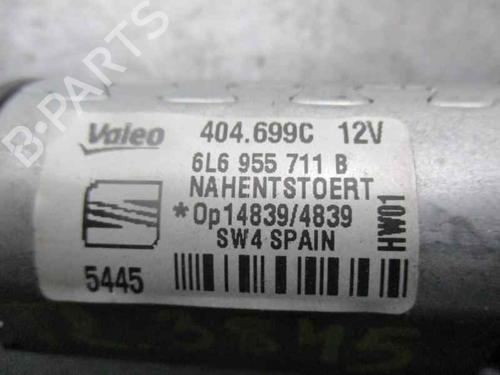 B-PARTS
Valeo 404.699C 12V
6L6 955 711 B
NAHENTSTOERT
*Op14839/4839
SW4 SPAIN
HW01
5445